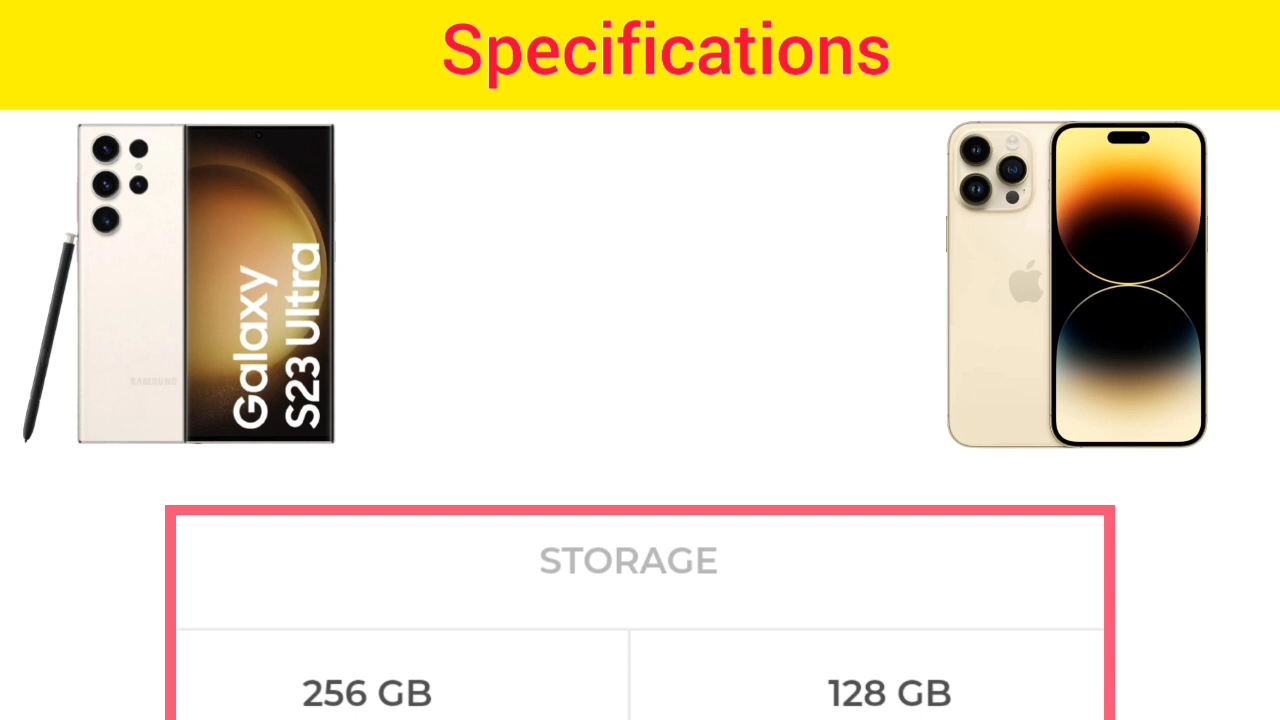 Specifications
Galaxy
S23 Ultra
SAMSUNG
STORAGE
256 GB
128 GB